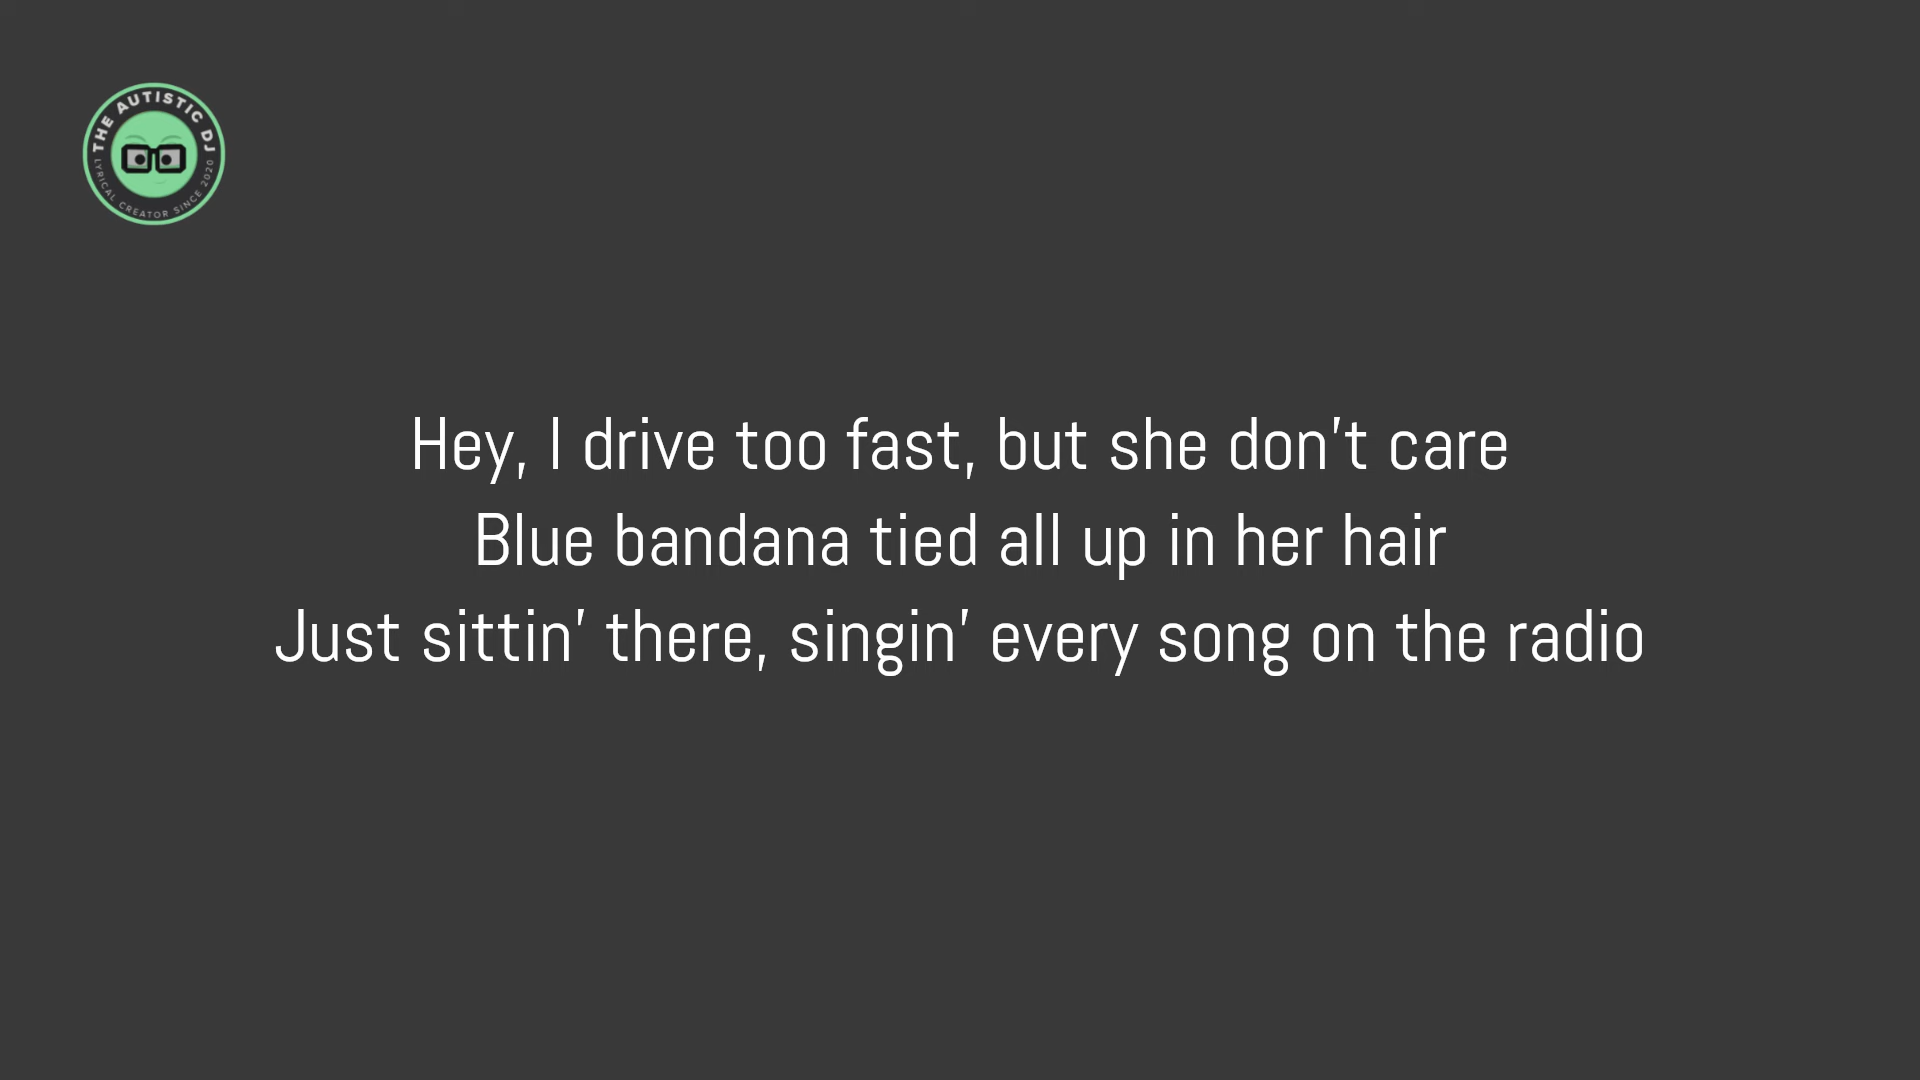 THE AUTISTIC DJ
LYRICAL CREATOR SINCE 2020
Hey, I drive too fast, but she don’t care
Blue bandana tied all up in her hair
Just sittin’ there, singin’ every song on the radio